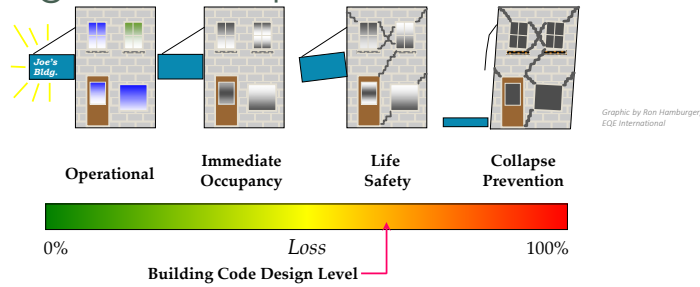 Joe's
Bldg.
Graphic by Ron Hamburger,
EQE International
Operational
Immediate
Occupancy
Life
Safety
Collapse
Prevention
0%
Loss
100%
Building Code Design Level